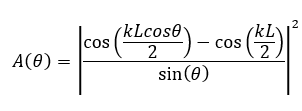 A(θ) = |(cos(kLcosθ/2) − cos(kL/2))/sin(θ)|²